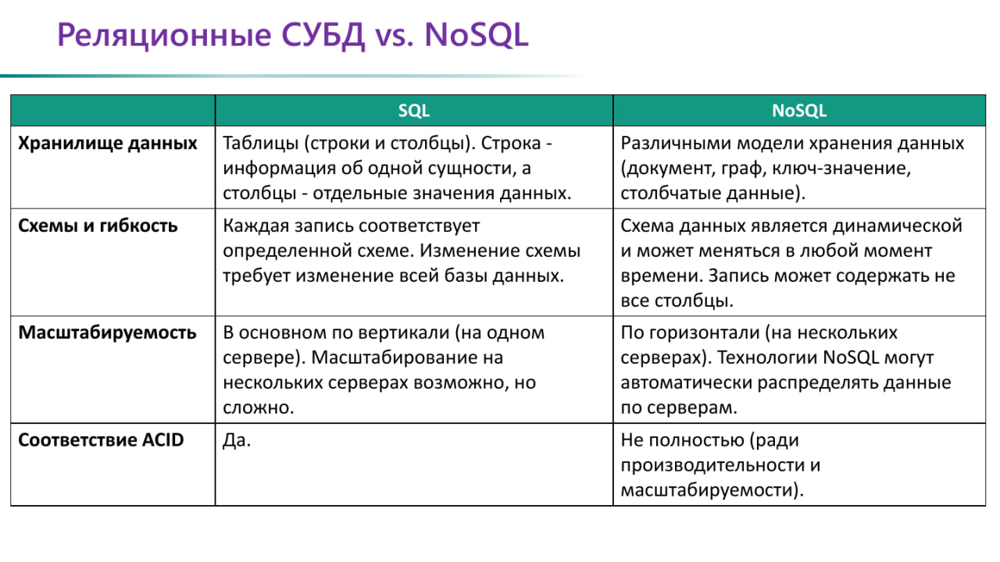 Реляционные СУБД vs. NoSQL
SQL
NoSQL
Хранилище данных
Таблицы (строки и столбцы). Строка -
информация об одной сущности, а
столбцы - отдельные значения данных.
Различными модели хранения данных
(документ, граф, ключ-значение,
столбчатые данные).
Схемы и гибкость
Каждая запись соответствует
определенной схеме. Изменение схемы
требует изменение всей базы данных.
Схема данных является динамической
и может меняться в любой момент
времени. Запись может содержать не
все столбцы.
Масштабируемость
В основном по вертикали (на одном
сервере). Масштабирование на
нескольких серверах возможно, но
сложно.
По горизонтали (на нескольких
серверах). Технологии NoSQL могут
автоматически распределять данные
по серверам.
Соответствие ACID
Да.
Не полностью (ради
производительности и
масштабируемости).